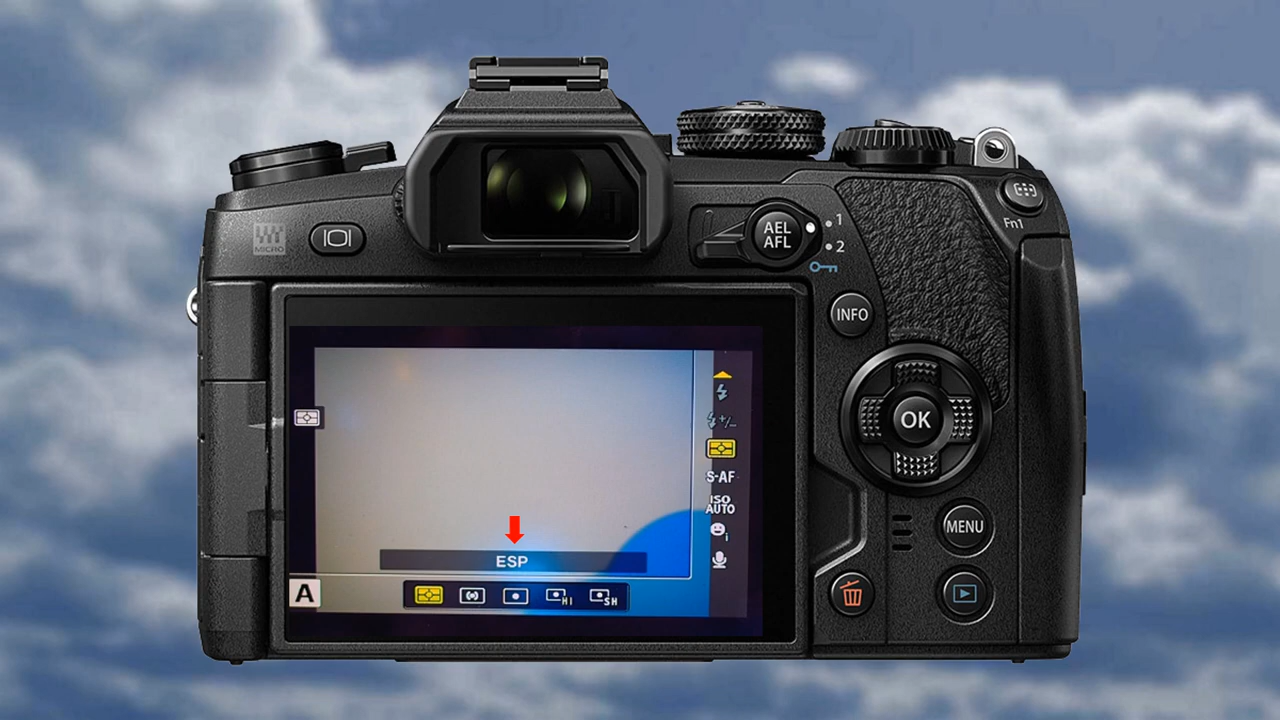 MICRO
AEL
AFL
1
2
Fn1
INFO
OK
MENU
+/-
S-AF
ISO
AUTO
i
ESP
A
HI
SH